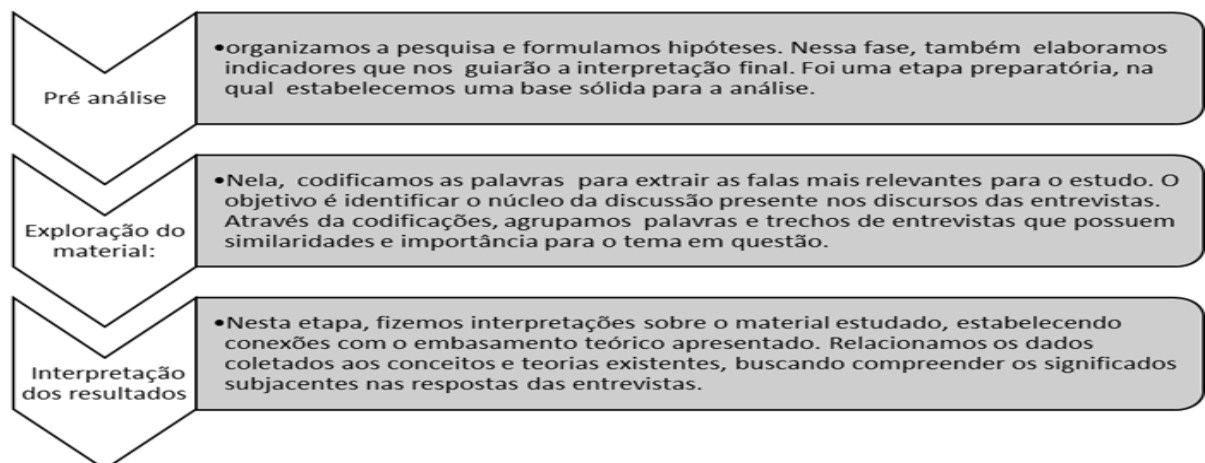 Pré análise
•organizamos a pesquisa e formulamos hipóteses. Nessa fase, também elaboramos
indicadores que nos guiarão a interpretação final. Foi uma etapa preparatória, na
qual estabelecemos uma base sólida para a análise.
Exploração do
material:
•Nela, codificamos as palavras para extrair as falas mais relevantes para o estudo. O
objetivo é identificar o núcleo da discussão presente nos discursos das entrevistas.
Através da codificações, agrupamos palavras e trechos de entrevistas que possuem
similaridades e importância para o tema em questão.
Interpretação
dos resultados
•Nesta etapa, fizemos interpretações sobre o material estudado, estabelecendo
conexões com o embasamento teórico apresentado. Relacionamos os dados
coletados aos conceitos e teorias existentes, buscando compreender os significados
subjacentes nas respostas das entrevistas.